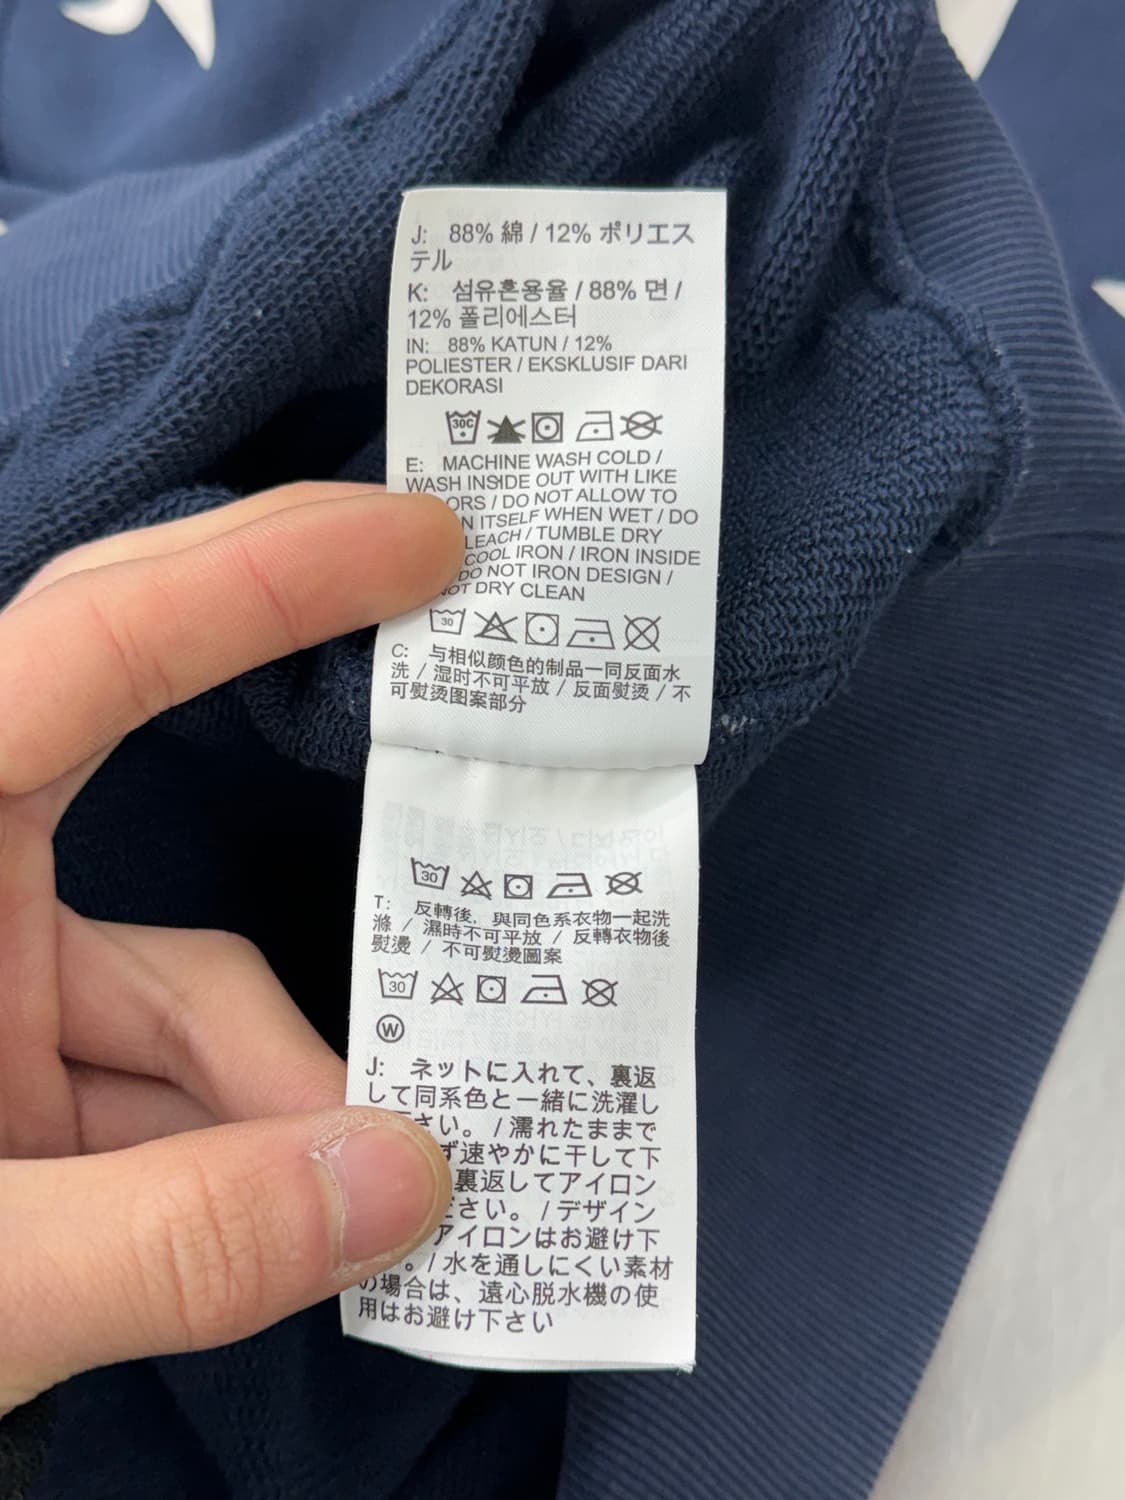 J: 88% 綿 / 12% ポリエス
テル
K: 섬유혼용율 / 88% 면 /
12% 폴리에스터
IN: 88% KATUN / 12%
POLIESTER / EKSKLUSIF DARI
DEKORASI
30C
E: MACHINE WASH COLD /
WASH INSIDE OUT WITH LIKE
ORS / DO NOT ALLOW TO
N ITSELF WHEN WET / DO
LEACH / TUMBLE DRY
COOL IRON / IRON INSIDE
DO NOT IRON DESIGN /
NOT DRY CLEAN
30
C: 与相似颜色的制品一同反面水
洗 / 湿时不可平放 / 反面熨烫 / 不
可熨烫图案部分
30
T: 反轉後, 與同色系衣物一起洗
滌 / 濕時不可平放 / 反轉衣物後
熨燙 / 不可熨燙圖案
30
W
J: ネットに入れて、裏返
して同系色と一緒に洗濯し
さい。 / 濡れたままで
ず速やかに干して下
裏返してアイロン
ださい。 / デザイン
アイロンはお避け下
。 / 水を通しにくい素材
の場合は、遠心脱水機の使
用はお避け下さい